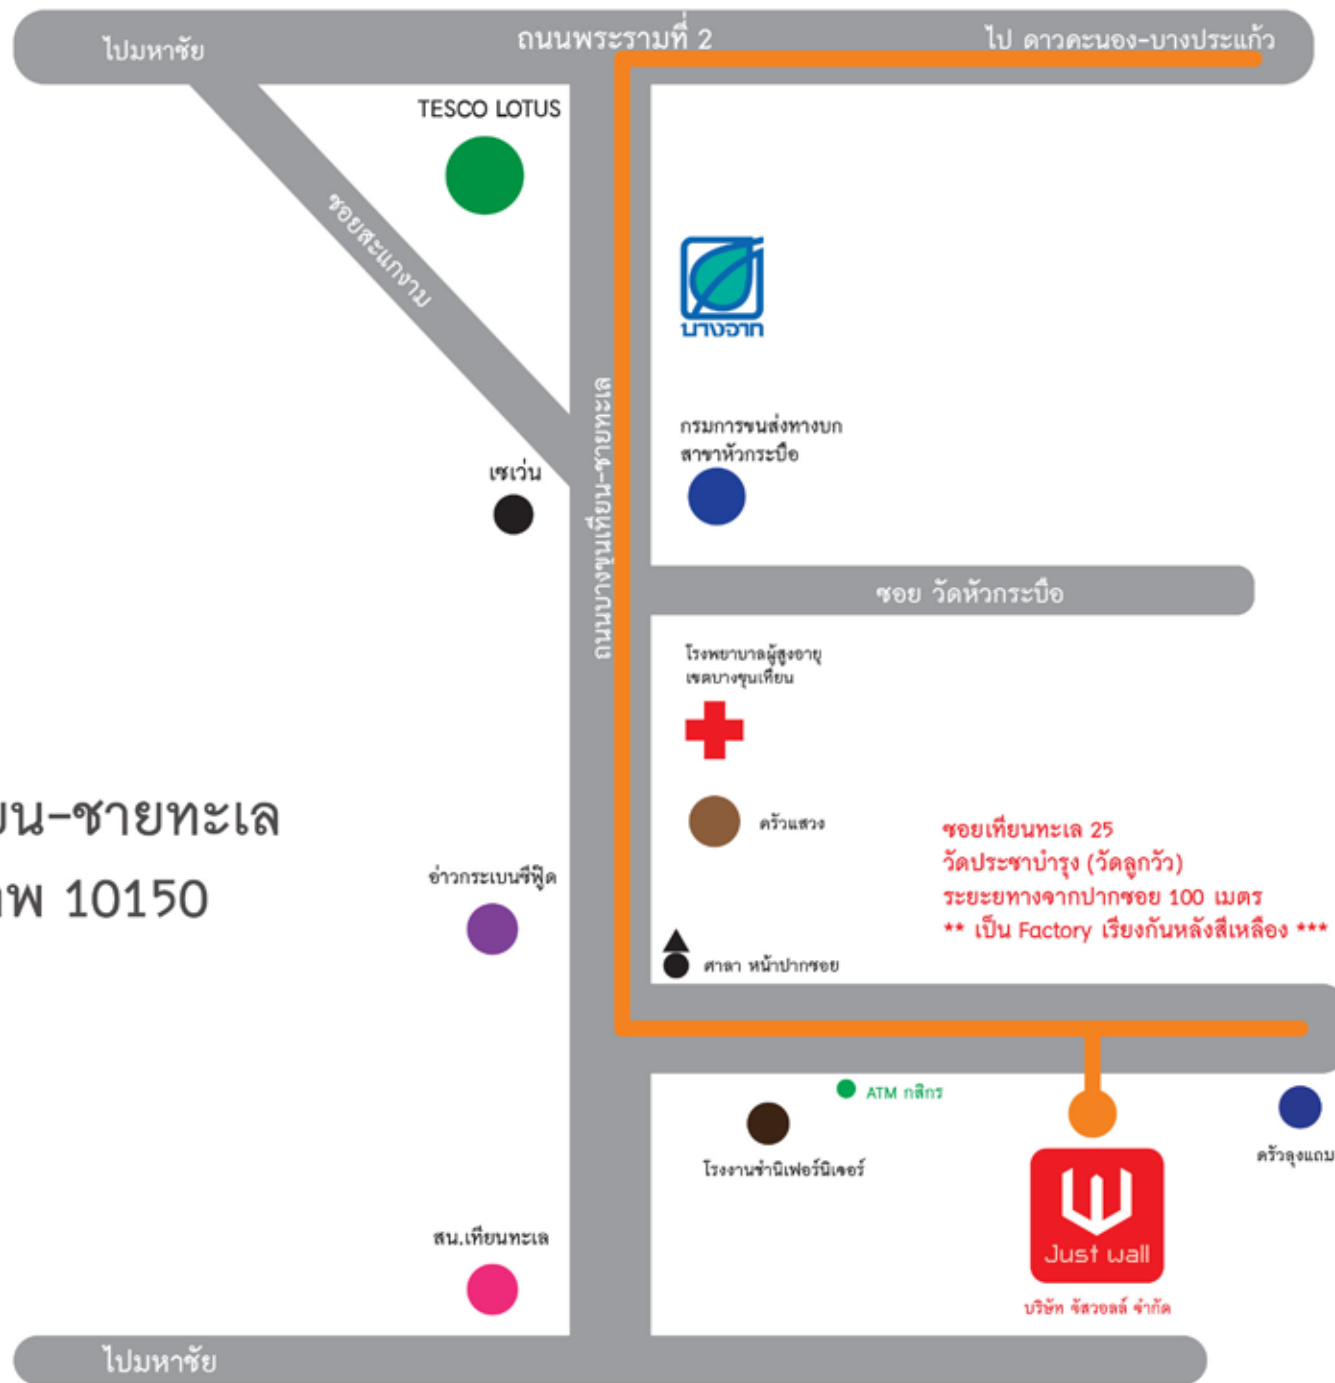 ไปมหาชัย
ถนนพระรามที่ 2
ไป ดาวคะนอง-บางประแก้ว
TESCO LOTUS
ซอยสะแกงาม
บางจาก
ถนนบางขุนเทียน-ชายทะเล
กรมการขนส่งทางบก
สาขาหัวกระบือ
เซเว่น
ซอย วัดหัวกระบือ
โรงพยาบาลผู้สูงอายุ
เขตบางขุนเทียน
ครัวแสวง
ยน-ชายทะเล
าพ 10150
ซอยเทียนทะเล 25
วัดประชาบำรุง (วัดลูกวัว)
ระยะยทางจากปากซอย 100 เมตร
** เป็น Factory เรียงกันหลังสีเหลือง ***
อ่าวกระเบนซีฟู๊ด
ศาลา หน้าปากซอย
ATM กสิกร
โรงงานชำนิเฟอร์นิเจอร์
ครัวลุงแถม
Just wall
บริษัท จัสวอลล์ จำกัด
สน.เทียนทะเล
ไปมหาชัย